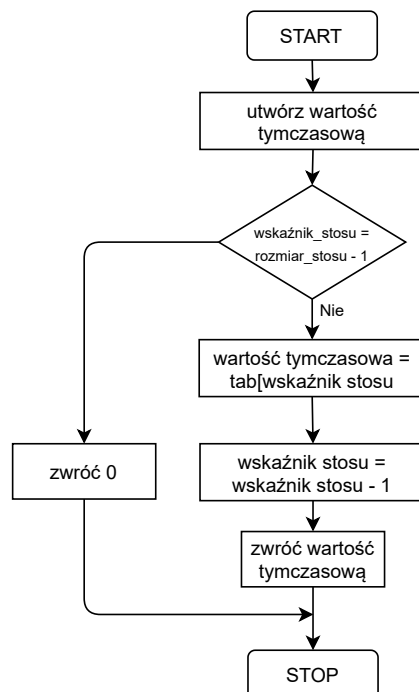 START
utwórz wartość
tymczasową
wskaźnik_stosu =
rozmiar_stosu - 1
Nie
wartość tymczasowa =
tab[wskaźnik stosu
zwróć 0
wskaźnik stosu =
wskaźnik stosu - 1
zwróć wartość
tymczasową
STOP